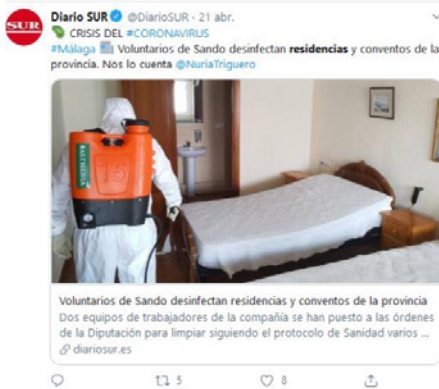 SUR
Diario SUR @DiarioSUR · 21 abr.
CRISIS DEL #CORONAVIRUS
#Málaga Voluntarios de Sando desinfectan residencias y conventos de la
provincia. Nos lo cuenta @NuriaTriguero
15
Voluntarios de Sando desinfectan residencias y conventos de la provincia
Dos equipos de trabajadores de la compañía se han puesto a las órdenes
de la Diputación para limpiar siguiendo el protocolo de Sanidad varios ...
diariosur.es
5
8